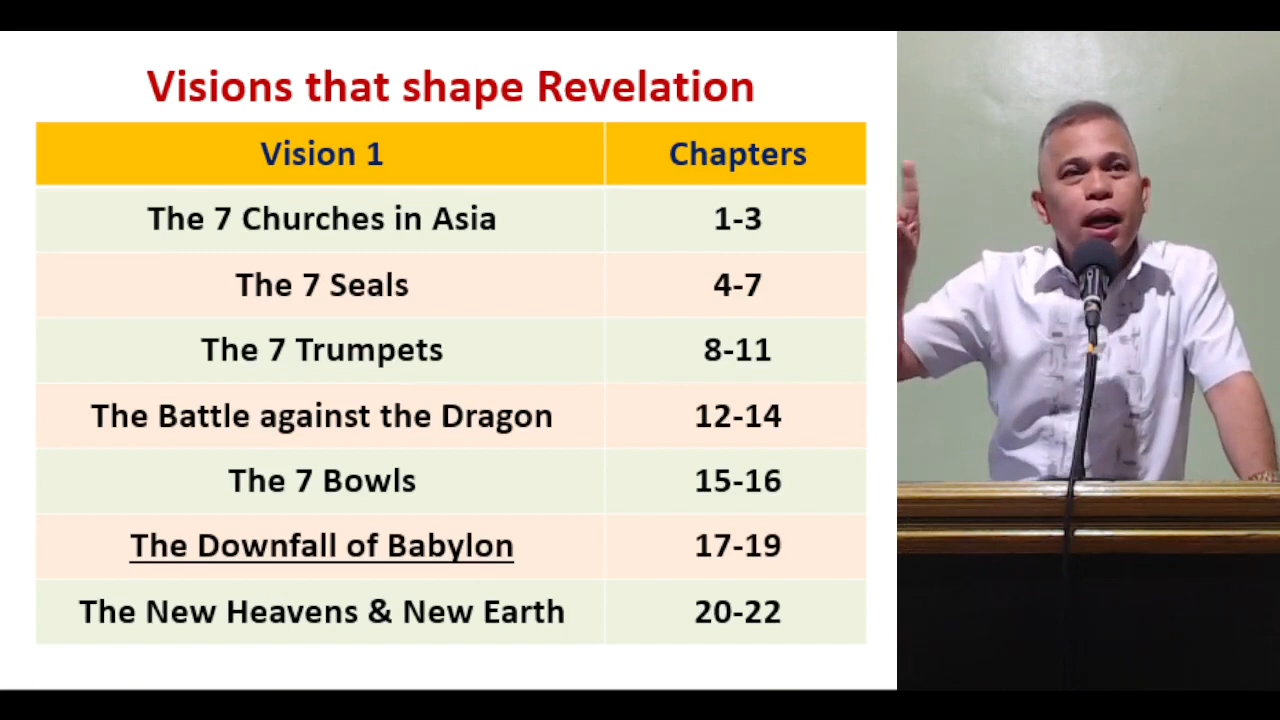 Visions that shape Revelation
Vision 1 Chapters
The 7 Churches in Asia 1-3
The 7 Seals 4-7
The 7 Trumpets 8-11
The Battle against the Dragon 12-14
The 7 Bowls 15-16
The Downfall of Babylon 17-19
The New Heavens & New Earth 20-22